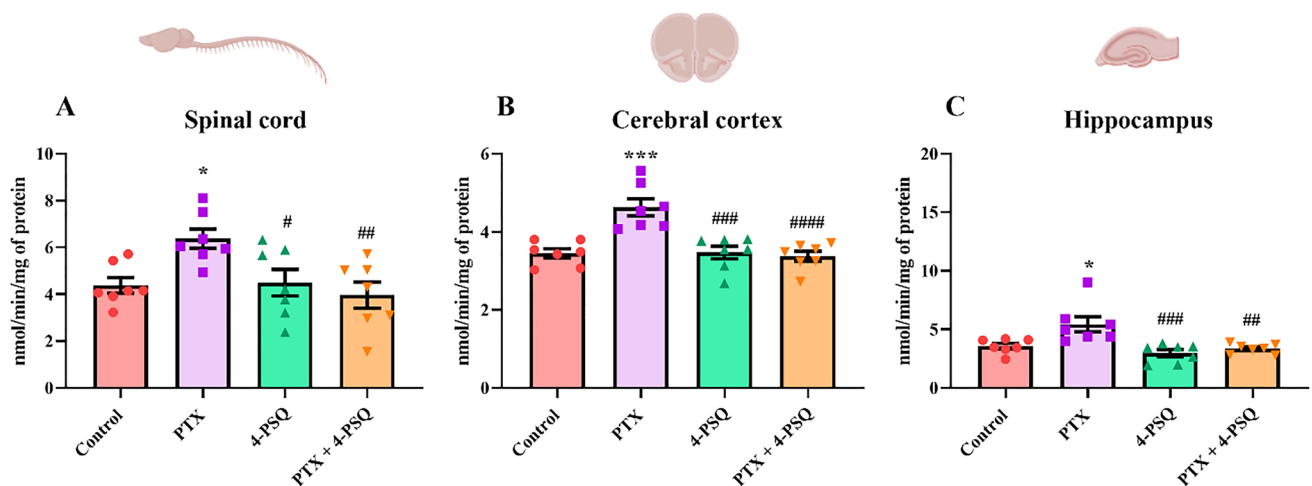 A
Spinal cord
nmol/min/mg of protein
10
8
6
4
2
0
*
#
##
Control
PTX
4-PSQ
PTX + 4-PSQ
B
Cerebral cortex
nmol/min/mg of protein
6
4
2
0
***
###
####
Control
PTX
4-PSQ
PTX + 4-PSQ
C
Hippocampus
nmol/min/mg of protein
20
15
10
5
0
*
###
##
Control
PTX
4-PSQ
PTX + 4-PSQ